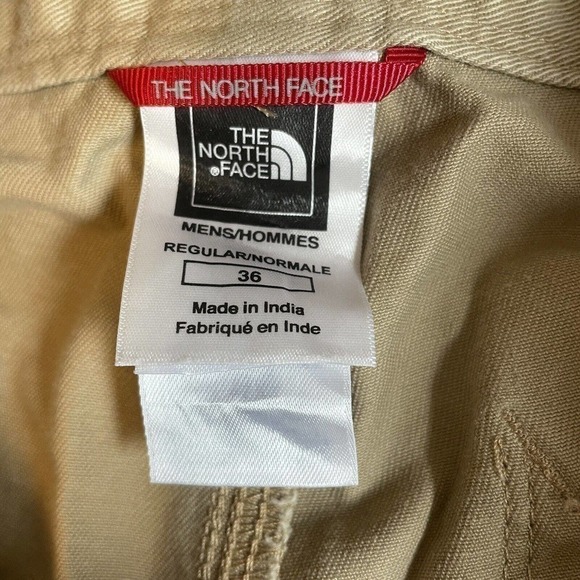 THE NORTH FACE
THE
NORTH
FACE
MENS/HOMMES
REGULAR/NORMALE
36
Made in India
Fabriqué en Inde